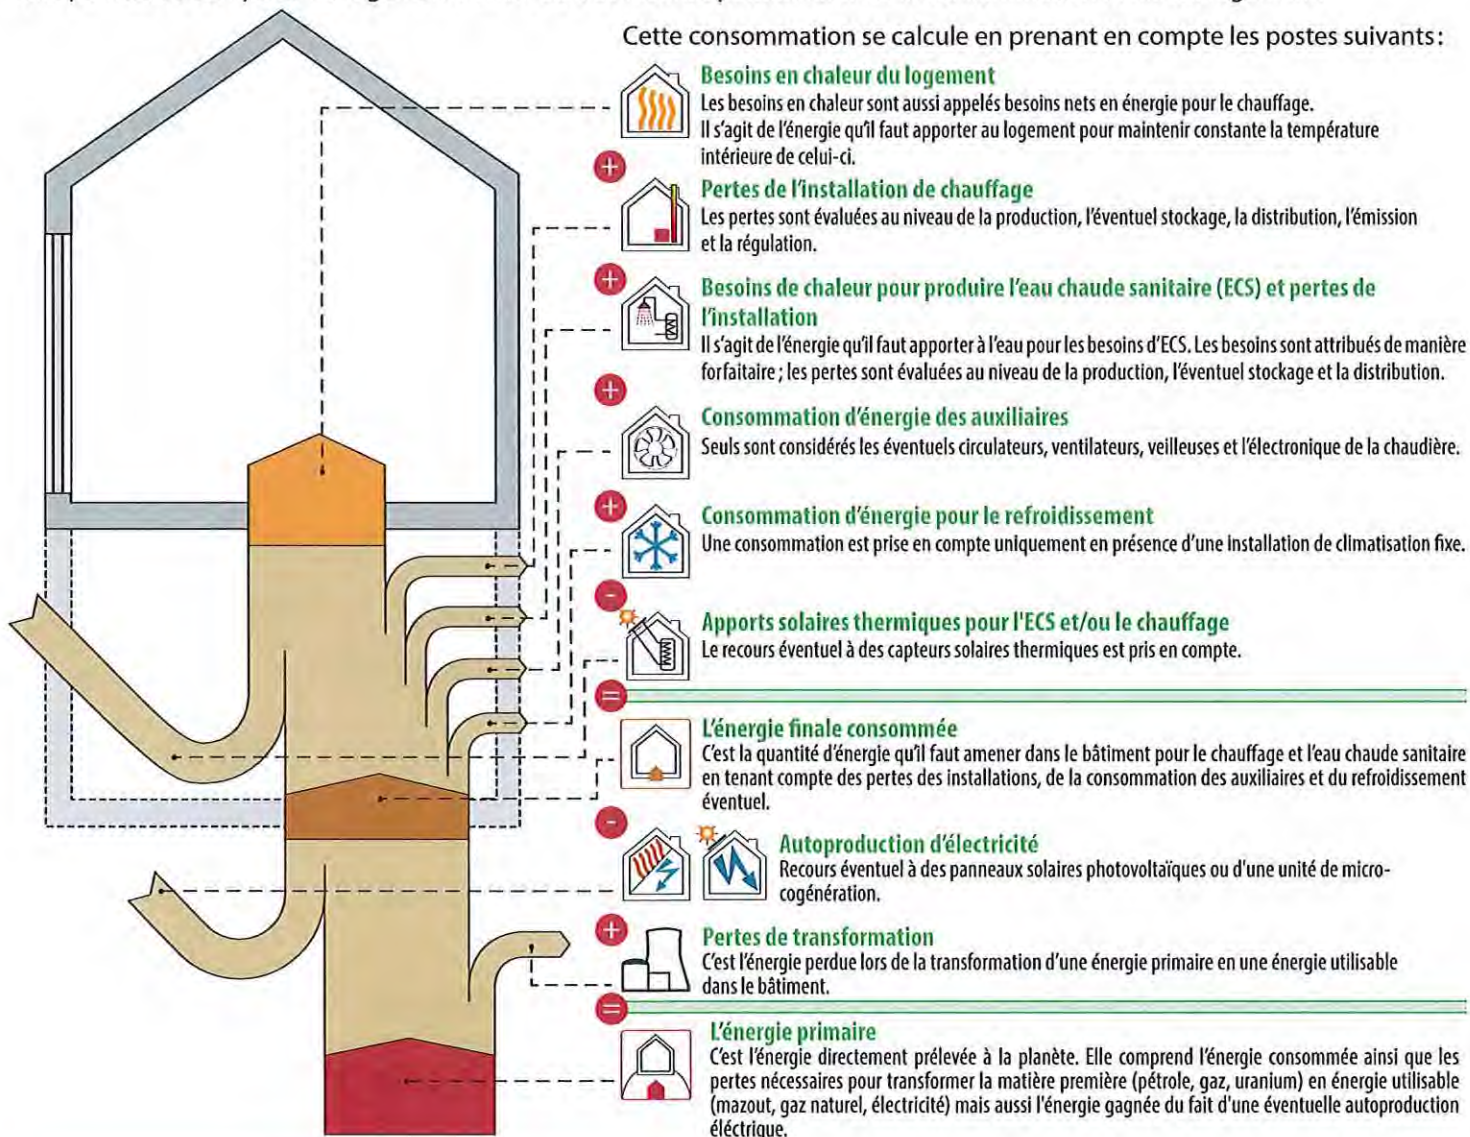 Cette consommation se calcule en prenant en compte les postes suivants :
Besoins en chaleur du logement
Les besoins en chaleur sont aussi appelés besoins nets en énergie pour le chauffage.
Il s'agit de l'énergie qu'il faut apporter au logement pour maintenir constante la température
intérieure de celui-ci.
+
Pertes de l'installation de chauffage
Les pertes sont évaluées au niveau de la production, l'éventuel stockage, la distribution, l'émission
et la régulation.
+
Besoins de chaleur pour produire l'eau chaude sanitaire (ECS) et pertes de
l'installation
Il s'agit de l'énergie qu'il faut apporter à l'eau pour les besoins d'ECS. Les besoins sont attribués de manière
forfaitaire ; les pertes sont évaluées au niveau de la production, l'éventuel stockage et la distribution.
+
Consommation d'énergie des auxiliaires
Seuls sont considérés les éventuels circulateurs, ventilateurs, veilleuses et l'électronique de la chaudière.
+
Consommation d'énergie pour le refroidissement
Une consommation est prise en compte uniquement en présence d'une installation de climatisation fixe.
-
Apports solaires thermiques pour l'ECS et/ou le chauffage
Le recours éventuel à des capteurs solaires thermiques est pris en compte.
=
L'énergie finale consommée
C'est la quantité d'énergie qu'il faut amener dans le bâtiment pour le chauffage et l'eau chaude sanitaire
en tenant compte des pertes des installations, de la consommation des auxiliaires et du refroidissement
éventuel.
-
Autoproduction d'électricité
Recours éventuel à des panneaux solaires photovoltaïques ou d'une unité de micro-
cogénération.
+
Pertes de transformation
C'est l'énergie perdue lors de la transformation d'une énergie primaire en une énergie utilisable
dans le bâtiment.
=
L'énergie primaire
C'est l'énergie directement prélevée à la planète. Elle comprend l'énergie consommée ainsi que les
pertes nécessaires pour transformer la matière première (pétrole, gaz, uranium) en énergie utilisable
(mazout, gaz naturel, électricité) mais aussi l'énergie gagnée du fait d'une éventuelle autoproduction
éléctrique.